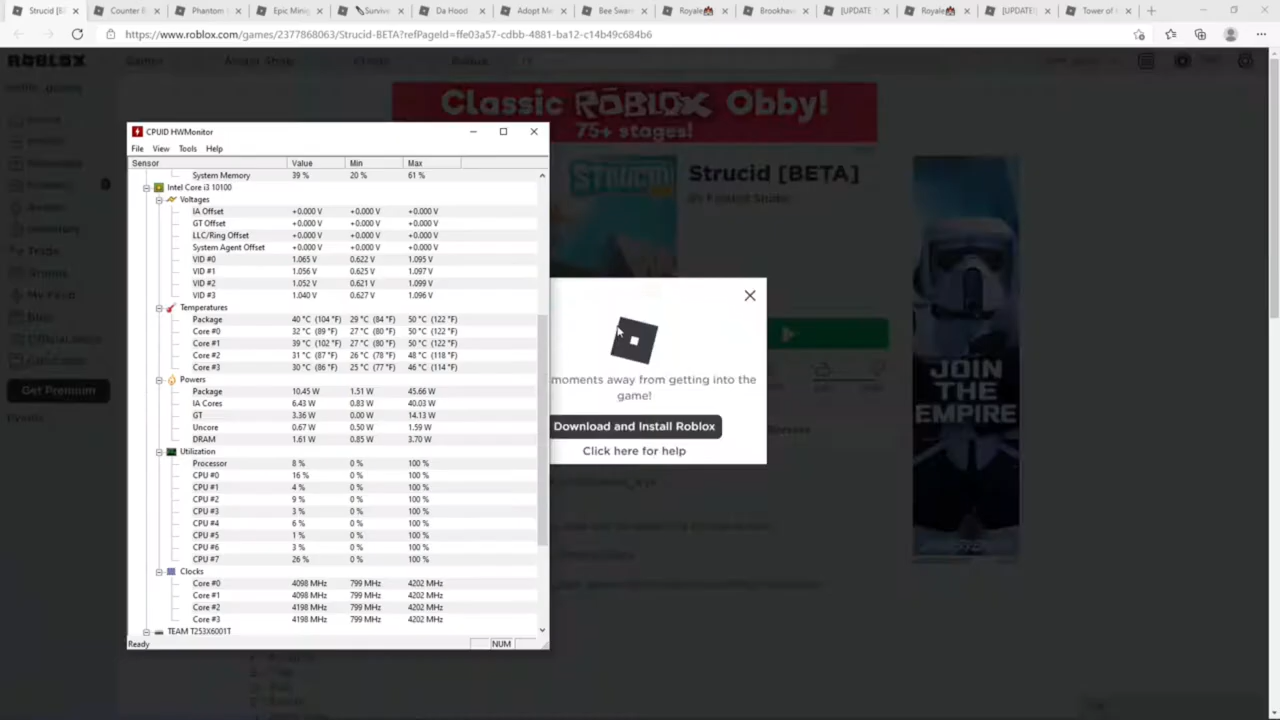 Strucid [B
Counter B
Phantom
Epic Mini
Survive
Da Hood
Adopt Me
Bee Swar
Royale
Brookhav
[UPDATE
Royale
[UPDATE]
Tower of
https://www.roblox.com/games/2377868063/Strucid-BETA?refPageId=ffe03a57-cdbb-4881-ba12-c14b49c684b6
ROBLOX
Games
Avatar Shop
Classic ROBLOX Obby!
75+ stages!
CPUID HWMonitor
File View Tools Help
Sensor Value Min Max
System Memory 39 % 20 % 61 %
Intel Core i3 10100
Voltages
IA Offset +0.000 V +0.000 V +0.000 V
GT Offset +0.000 V +0.000 V +0.000 V
LLC/Ring Offset +0.000 V +0.000 V +0.000 V
System Agent Offset +0.000 V +0.000 V +0.000 V
VID #0 1.065 V 0.622 V 1.095 V
VID #1 1.056 V 0.625 V 1.097 V
VID #2 1.052 V 0.621 V 1.099 V
VID #3 1.040 V 0.627 V 1.096 V
Temperatures
Package 40 °C (104 °F) 29 °C (84 °F) 50 °C (122 °F)
Core #0 32 °C (89 °F) 27 °C (80 °F) 50 °C (122 °F)
Core #1 39 °C (102 °F) 27 °C (80 °F) 50 °C (122 °F)
Core #2 31 °C (87 °F) 26 °C (78 °F) 48 °C (118 °F)
Core #3 30 °C (86 °F) 25 °C (77 °F) 46 °C (114 °F)
Powers
Package 10.45 W 1.51 W 45.66 W
IA Cores 6.43 W 0.83 W 40.03 W
GT 3.36 W 0.00 W 14.13 W
Uncore 0.67 W 0.50 W 1.59 W
DRAM 1.61 W 0.85 W 3.70 W
Utilization
Processor 8 % 0 % 100 %
CPU #0 16 % 0 % 100 %
CPU #1 4 % 0 % 100 %
CPU #2 9 % 0 % 100 %
CPU #3 3 % 0 % 100 %
CPU #4 6 % 0 % 100 %
CPU #5 1 % 0 % 100 %
CPU #6 3 % 0 % 100 %
CPU #7 26 % 0 % 100 %
Clocks
Core #0 4098 MHz 799 MHz 4202 MHz
Core #1 4098 MHz 799 MHz 4202 MHz
Core #2 4198 MHz 799 MHz 4202 MHz
Core #3 4198 MHz 799 MHz 4202 MHz
TEAM T253X6001T
Ready NUM
STRUCID
Strucid [BETA]
moments away from getting into the
game!
Download and Install Roblox
Click here for help
Trade
My Feed
Get Premium
JOIN
THE
EMPIRE